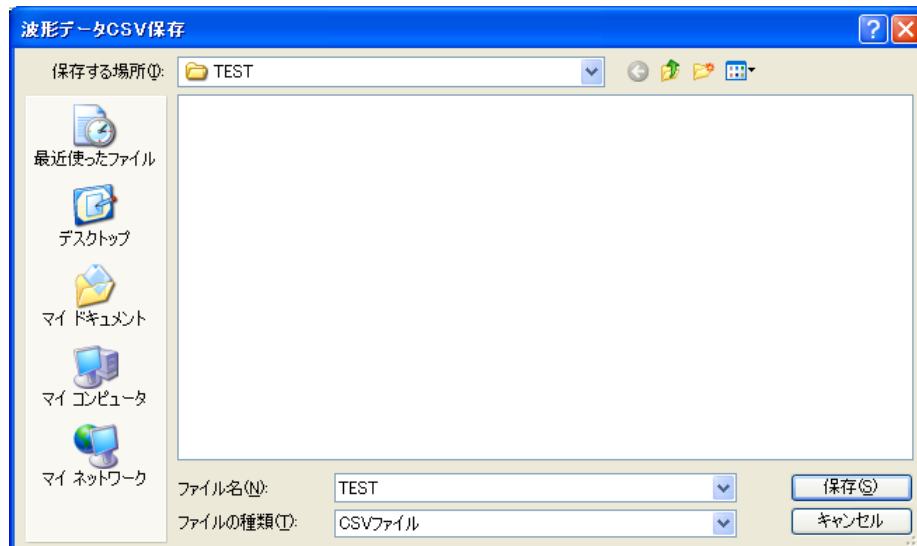 波形データCSV保存
保存する場所(I):
TEST
最近使ったファイル
デスクトップ
マイ ドキュメント
マイ コンピュータ
マイ ネットワーク
ファイル名(N):
TEST
保存(S)
ファイルの種類(T):
CSVファイル
キャンセル